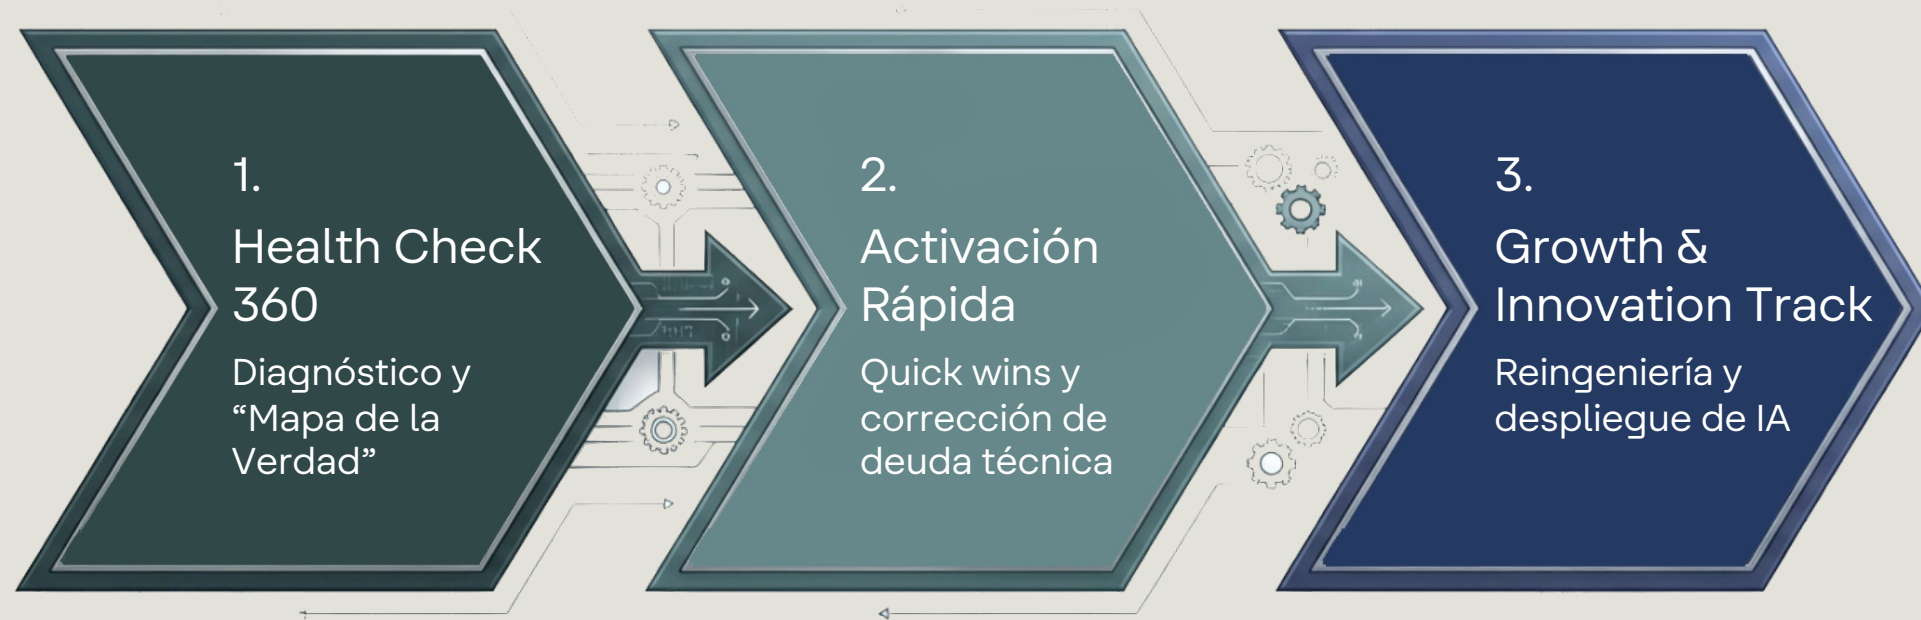 1.
Health Check
360
Diagnóstico y
“Mapa de la
Verdad”
2.
Activación
Rápida
Quick wins y
corrección de
deuda técnica
3.
Growth &
Innovation Track
Reingeniería y
despliegue de IA